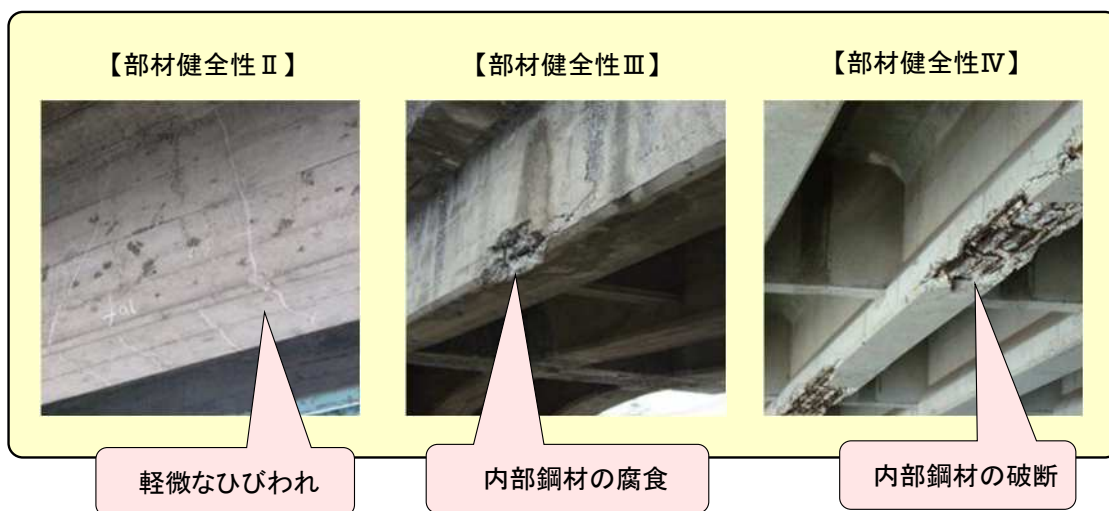 【部材健全性Ⅱ】
【部材健全性Ⅲ】
【部材健全性Ⅳ】
軽微なひびわれ
内部鋼材の腐食
内部鋼材の破断